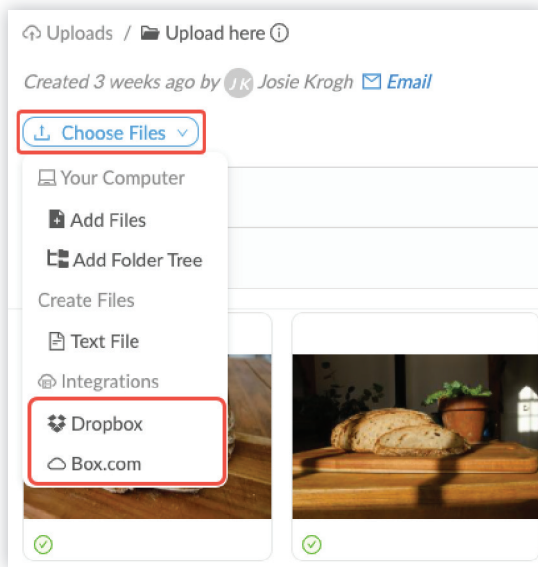 Uploads / Upload here
Created 3 weeks ago by JK Josie Krogh Email
Choose Files
Your Computer
Add Files
Add Folder Tree
Create Files
Text File
Integrations
Dropbox
Box.com